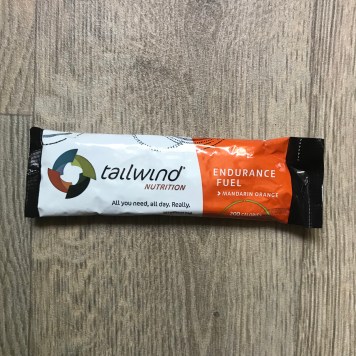 tailwind
NUTRITION
All you need, all day. Really.
ENDURANCE
FUEL
> MANDARIN ORANGE
200 CALORIES